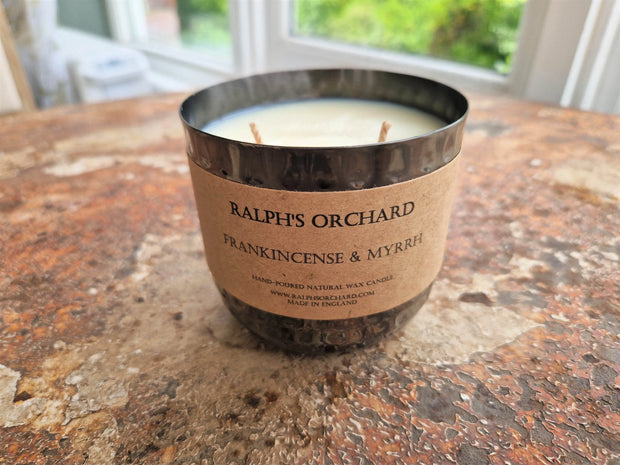 RALPH'S ORCHARD
FRANKINCENSE & MYRRH
HAND-POURED NATURAL WAX CANDLE
WWW.RALPHSORCHARD.COM
MADE IN ENGLAND